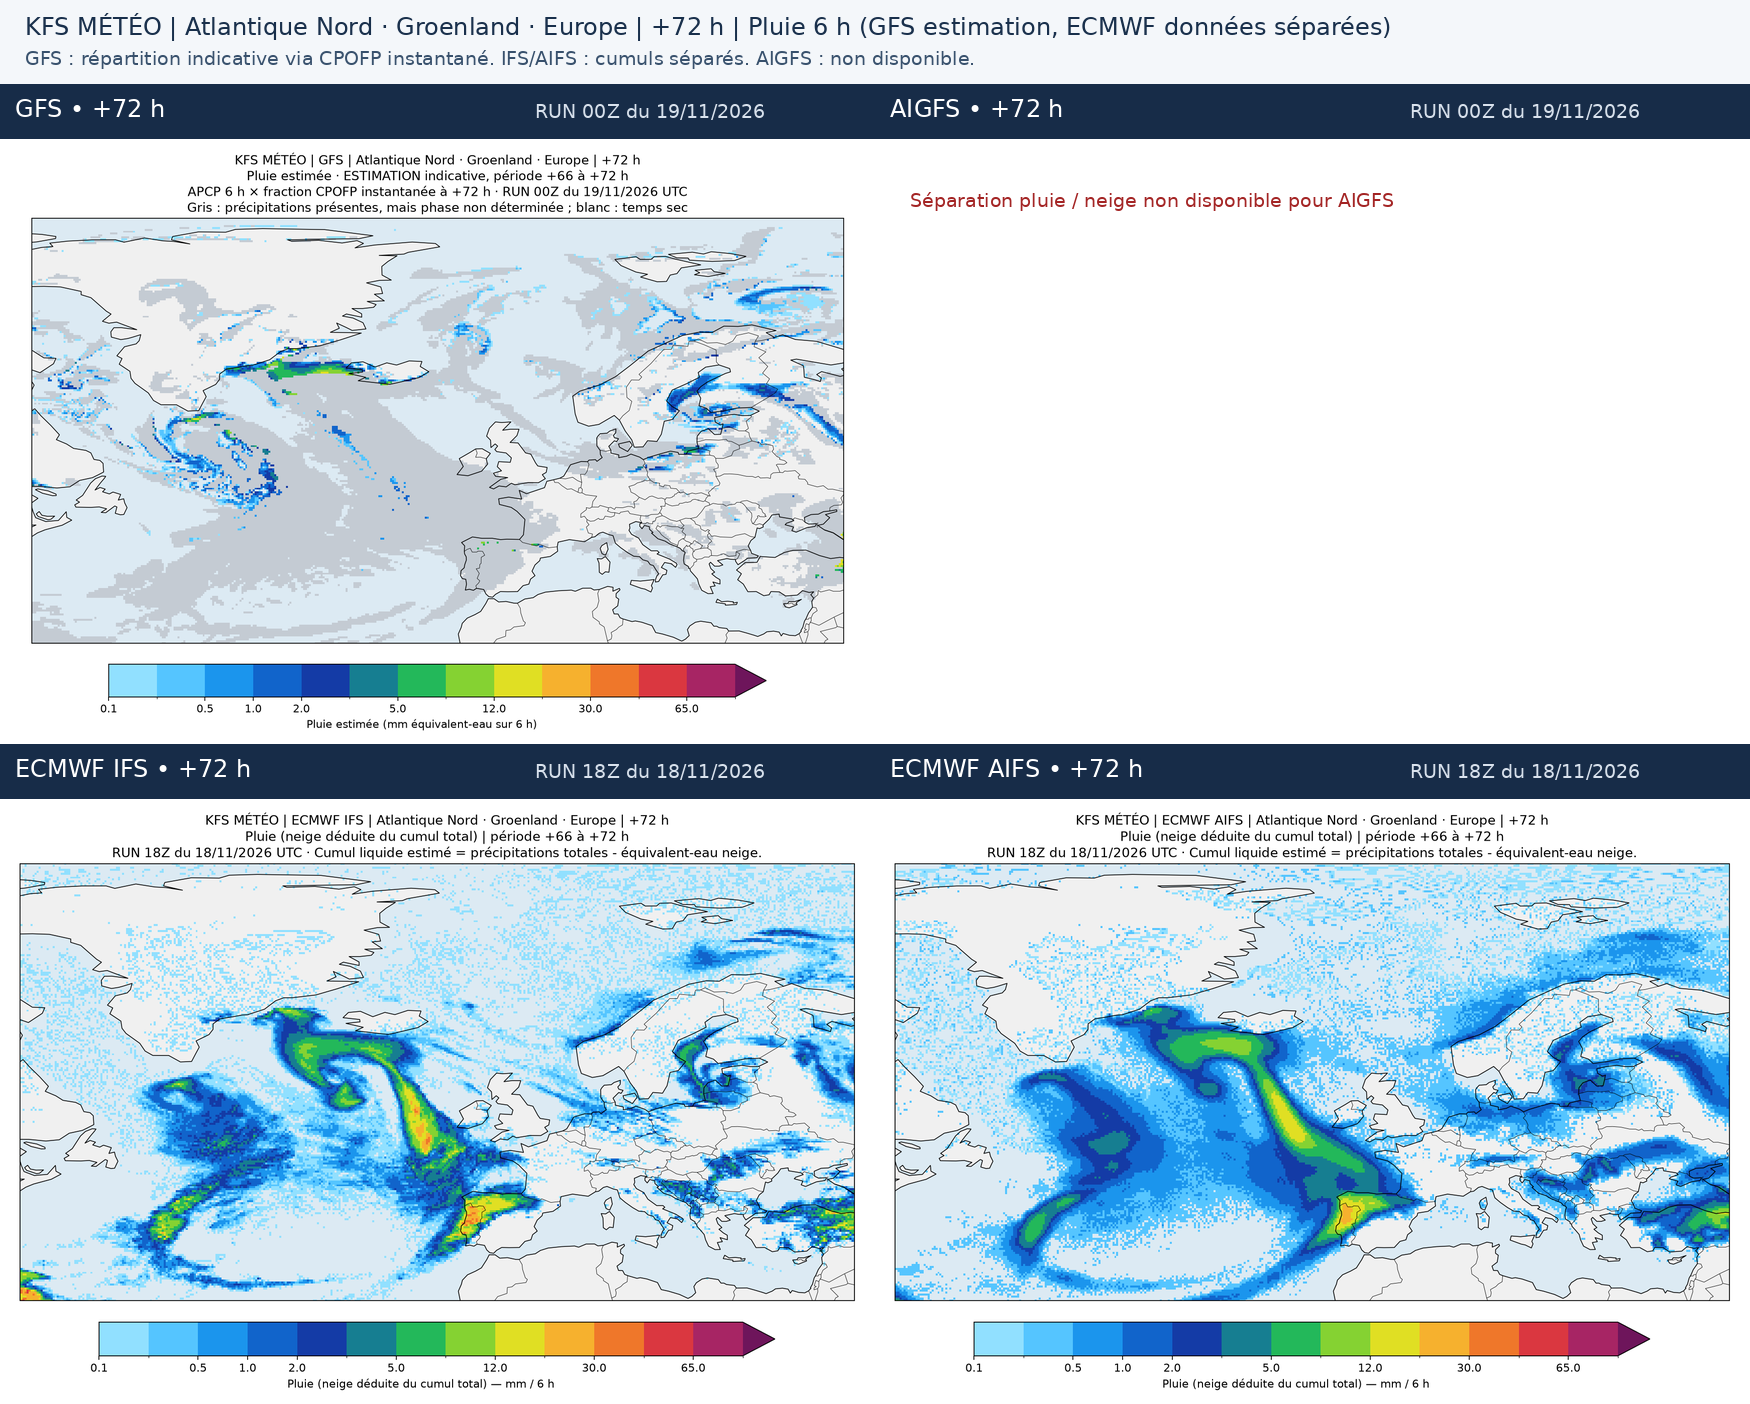 KFS MÉTÉO | Atlantique Nord · Groenland · Europe | +72 h | Pluie 6 h (GFS estimation, ECMWF données séparées)
GFS : répartition indicative via CPOFP instantané. IFS/AIFS : cumuls séparés. AIGFS : non disponible.
GFS • +72 h
RUN 00Z du 19/11/2026
AIGFS • +72 h
RUN 00Z du 19/11/2026
KFS MÉTÉO | GFS | Atlantique Nord · Groenland · Europe | +72 h
Pluie estimée · ESTIMATION indicative, période +66 à +72 h
APCP 6 h × fraction CPOFP instantanée à +72 h · RUN 00Z du 19/11/2026 UTC
Gris : précipitations présentes, mais phase non déterminée ; blanc : temps sec
Séparation pluie / neige non disponible pour AIGFS
0.1 0.5 1.0 2.0 5.0 12.0 30.0 65.0
Pluie estimée (mm équivalent-eau sur 6 h)
ECMWF IFS • +72 h
RUN 18Z du 18/11/2026
ECMWF AIFS • +72 h
RUN 18Z du 18/11/2026
KFS MÉTÉO | ECMWF IFS | Atlantique Nord · Groenland · Europe | +72 h
Pluie (neige déduite du cumul total) | période +66 à +72 h
RUN 18Z du 18/11/2026 UTC · Cumul liquide estimé = précipitations totales - équivalent-eau neige.
0.1 0.5 1.0 2.0 5.0 12.0 30.0 65.0
Pluie (neige déduite du cumul total) — mm / 6 h
KFS MÉTÉO | ECMWF AIFS | Atlantique Nord · Groenland · Europe | +72 h
Pluie (neige déduite du cumul total) | période +66 à +72 h
RUN 18Z du 18/11/2026 UTC · Cumul liquide estimé = précipitations totales - équivalent-eau neige.
0.1 0.5 1.0 2.0 5.0 12.0 30.0 65.0
Pluie (neige déduite du cumul total) — mm / 6 h